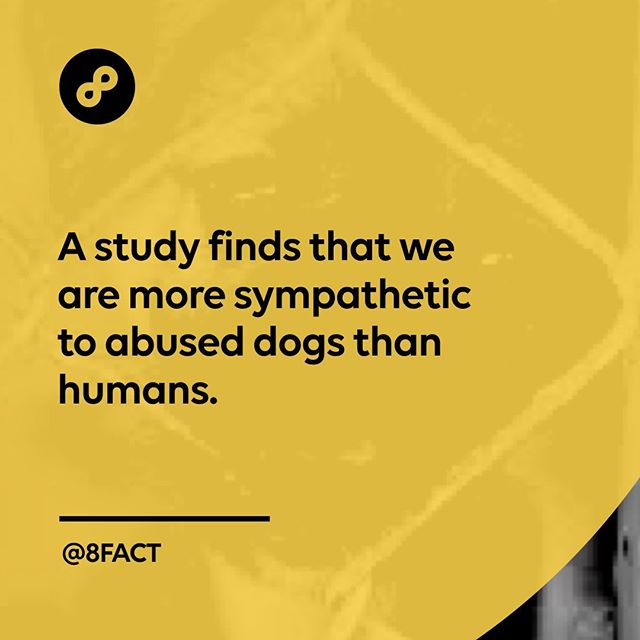 A study finds that we
are more sympathetic
to abused dogs than
humans.
@8FACT